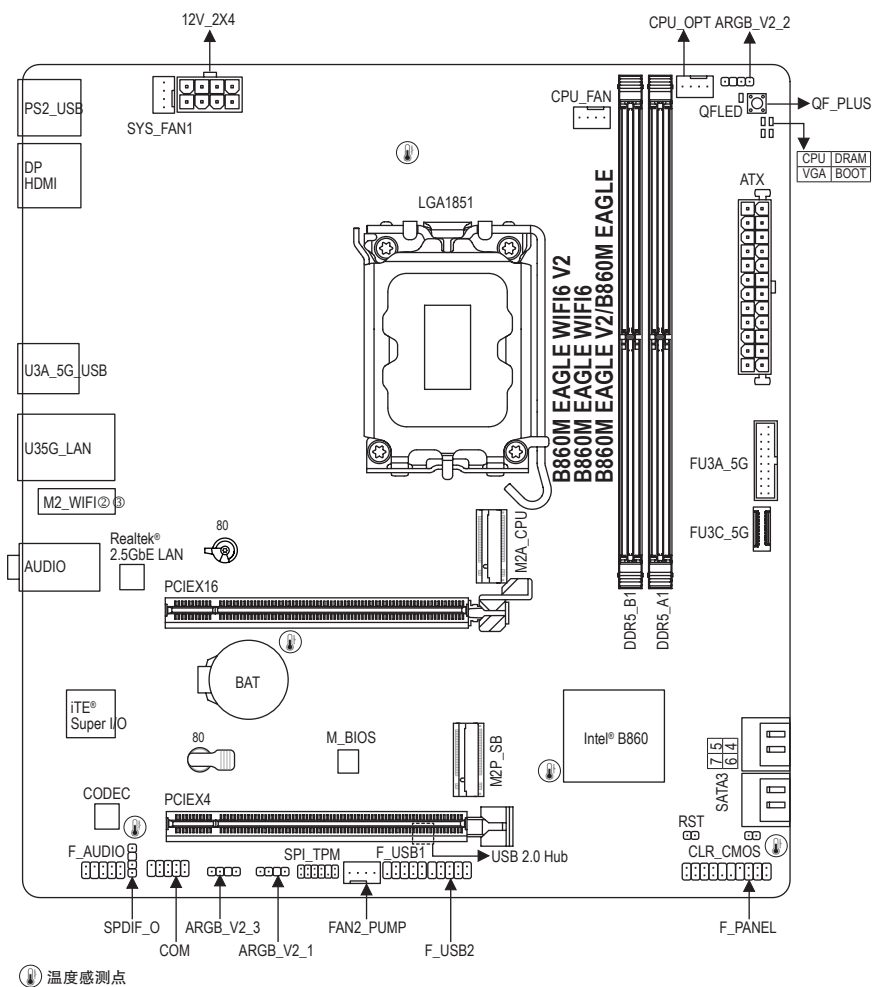 12V_2X4
CPU_OPT ARGB_V2_2
PS2_USB
SYS_FAN1
CPU_FAN
QFLED
QF_PLUS
DP
HDMI
CPU DRAM
VGA BOOT
ATX
LGA1851
B860M EAGLE WIFI6 V2
B860M EAGLE WIFI6
B860M EAGLE V2/B860M EAGLE
U3A_5G_USB
U35G_LAN
FU3A_5G
M2_WIFI②③
FU3C_5G
Realtek®
2.5GbE LAN
80
M2A_CPU
AUDIO
PCIEX16
DDR5_B1
DDR5_A1
BAT
iTE®
Super I/O
Intel® B860
80
M_BIOS
M2P_SB
7 5
6 4
SATA3
CODEC
PCIEX4
RST
F_AUDIO
SPI_TPM
F_USB1
USB 2.0 Hub
CLR_CMOS
SPDIF_O
COM
ARGB_V2_3
ARGB_V2_1
FAN2_PUMP
F_USB2
F_PANEL
温度感测点